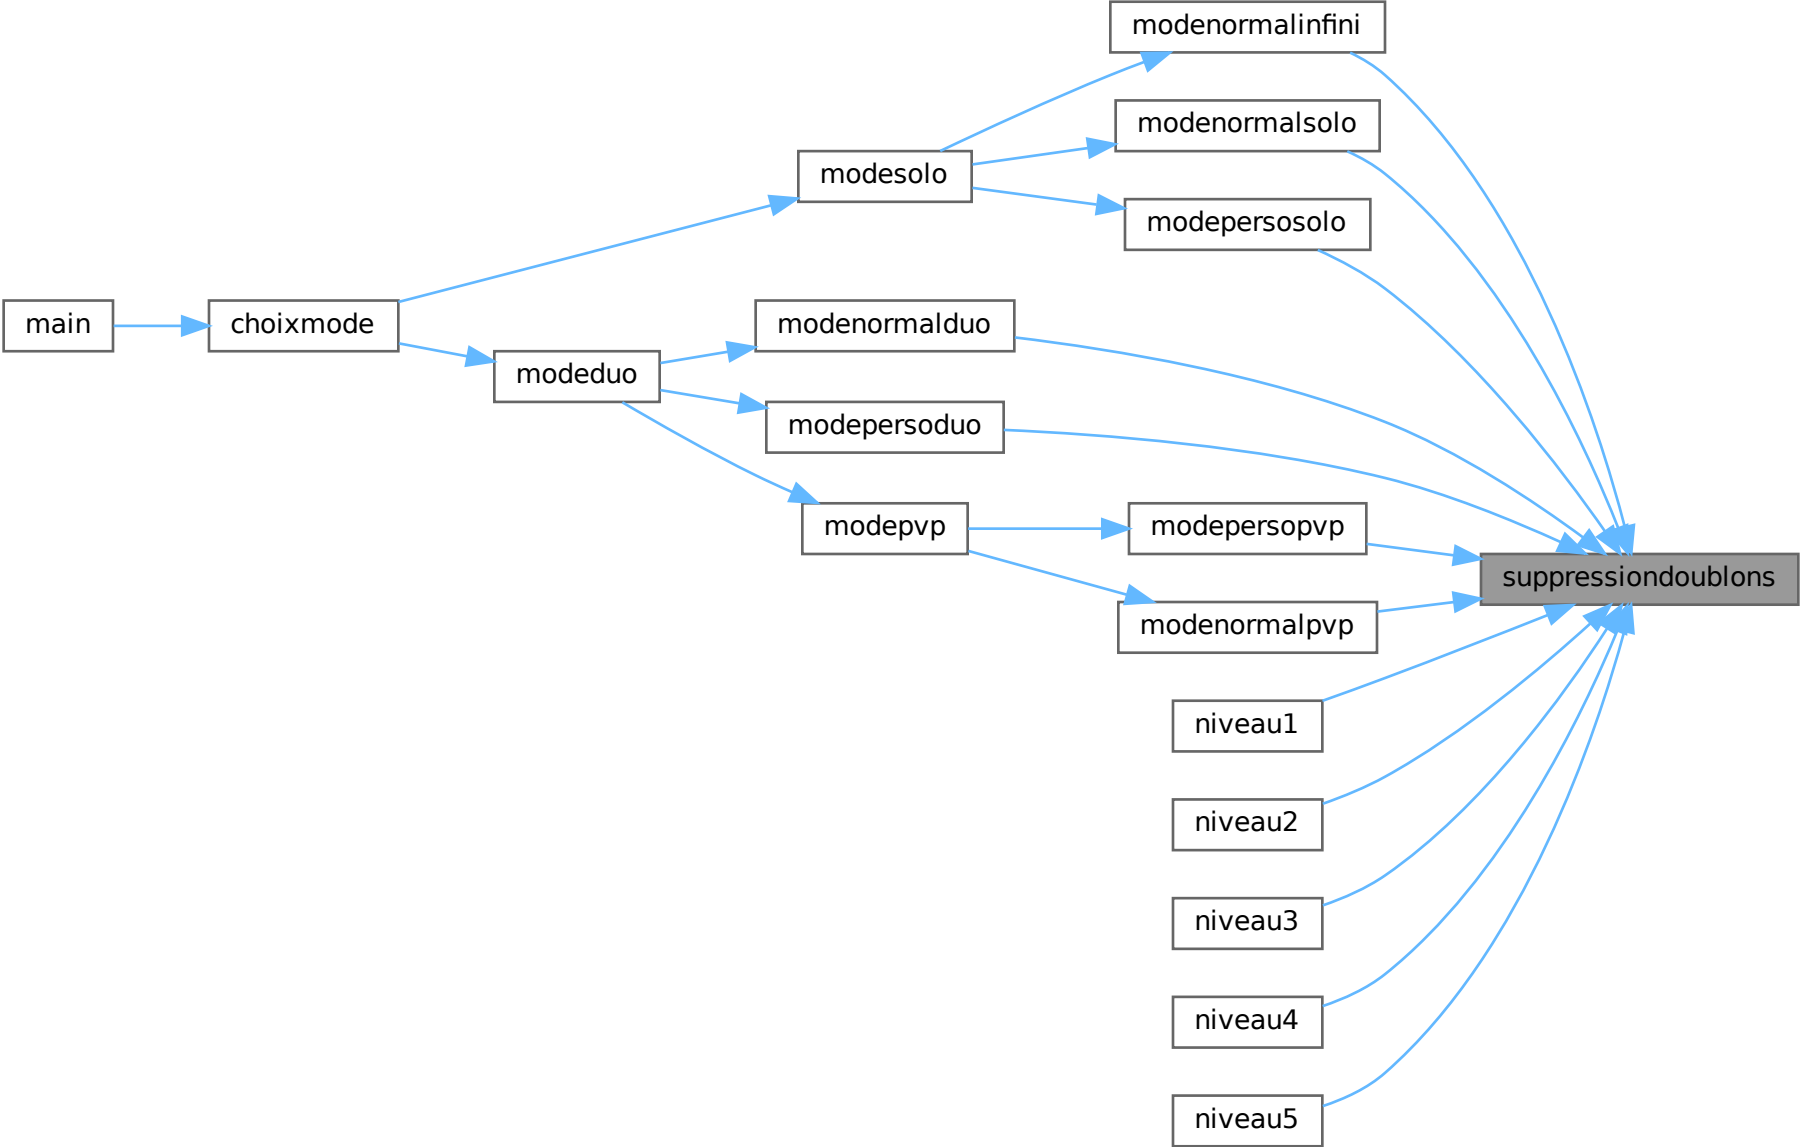 modenormalinfini
modenormalsolo
modesolo
modepersosolo
main
choixmode
modenormalduo
modeduo
modepersoduo
modepvp
modepersopvp
suppressiondoublons
modenormalpvp
niveau1
niveau2
niveau3
niveau4
niveau5